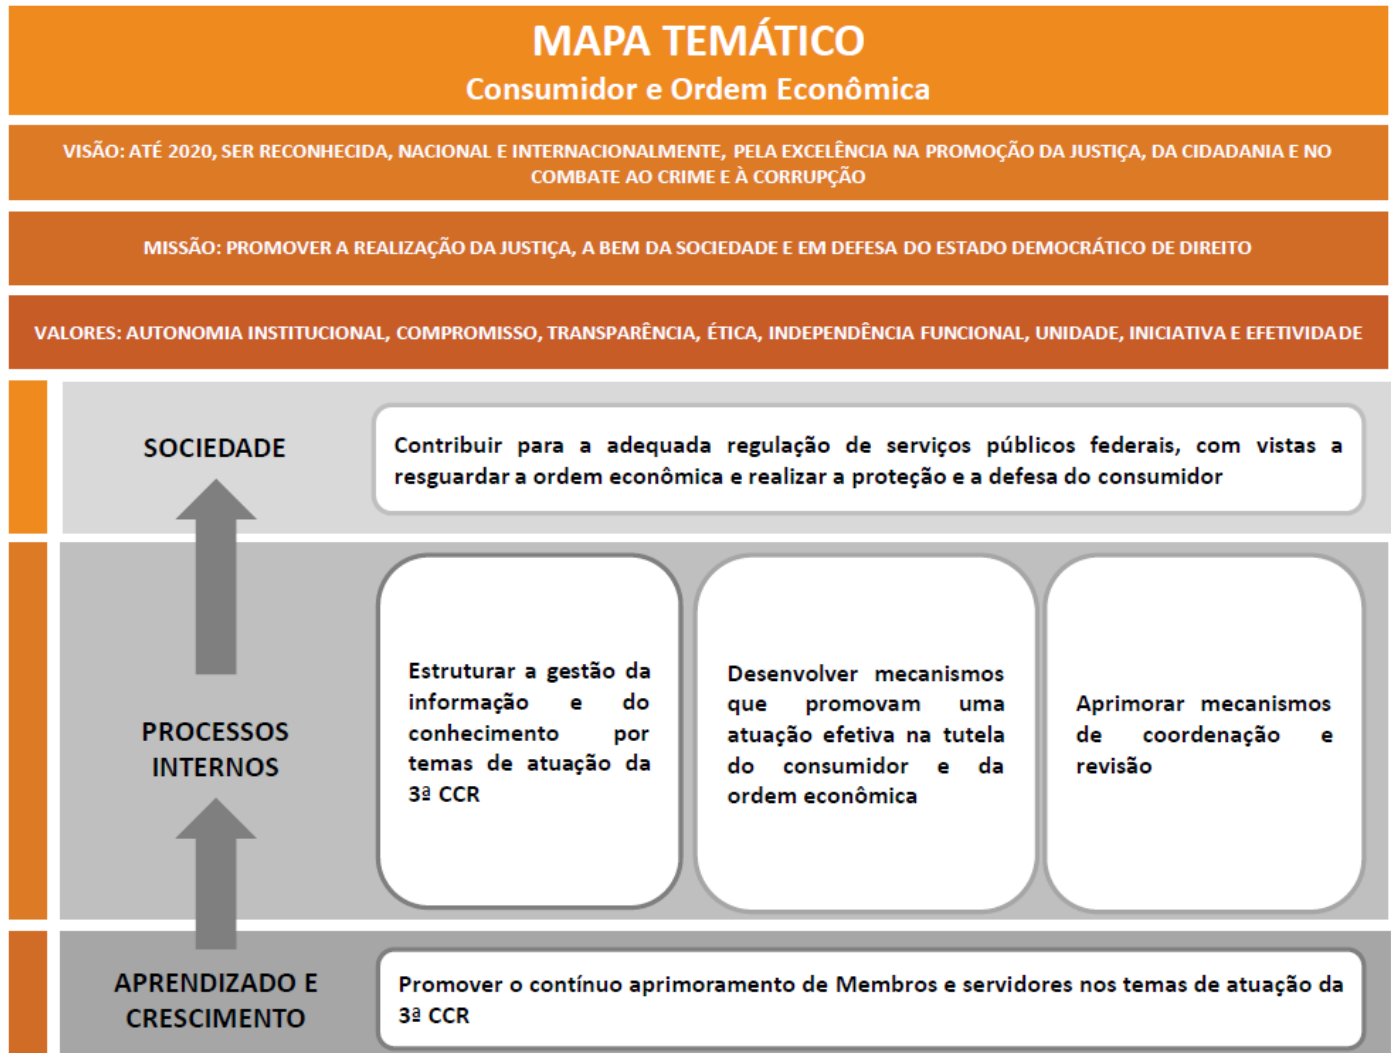 MAPA TEMÁTICO
Consumidor e Ordem Econômica
VISÃO: ATÉ 2020, SER RECONHECIDA, NACIONAL E INTERNACIONALMENTE, PELA EXCELÊNCIA NA PROMOÇÃO DA JUSTIÇA, DA CIDADANIA E NO
COMBATE AO CRIME E À CORRUPÇÃO
MISSÃO: PROMOVER A REALIZAÇÃO DA JUSTIÇA, A BEM DA SOCIEDADE E EM DEFESA DO ESTADO DEMOCRÁTICO DE DIREITO
VALORES: AUTONOMIA INSTITUCIONAL, COMPROMISSO, TRANSPARÊNCIA, ÉTICA, INDEPENDÊNCIA FUNCIONAL, UNIDADE, INICIATIVA E EFETIVIDADE
SOCIEDADE
Contribuir para a adequada regulação de serviços públicos federais, com vistas a
resguardar a ordem econômica e realizar a proteção e a defesa do consumidor
PROCESSOS
INTERNOS
Estruturar a gestão da
informação e do
conhecimento por
temas de atuação da
3ª CCR
Desenvolver mecanismos
que promovam uma
atuação efetiva na tutela
do consumidor e da
ordem econômica
Aprimorar mecanismos
de coordenação e
revisão
APRENDIZADO E
CRESCIMENTO
Promover o contínuo aprimoramento de Membros e servidores nos temas de atuação da
3ª CCR